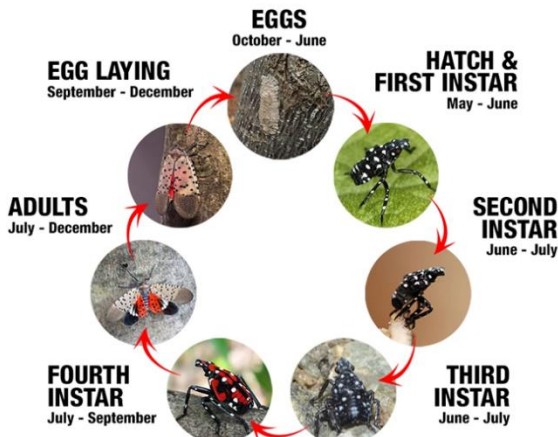 EGGS
October - June
HATCH &
FIRST INSTAR
May - June
SECOND
INSTAR
June - July
THIRD
INSTAR
June - July
FOURTH
INSTAR
July - September
ADULTS
July - December
EGG LAYING
September - December